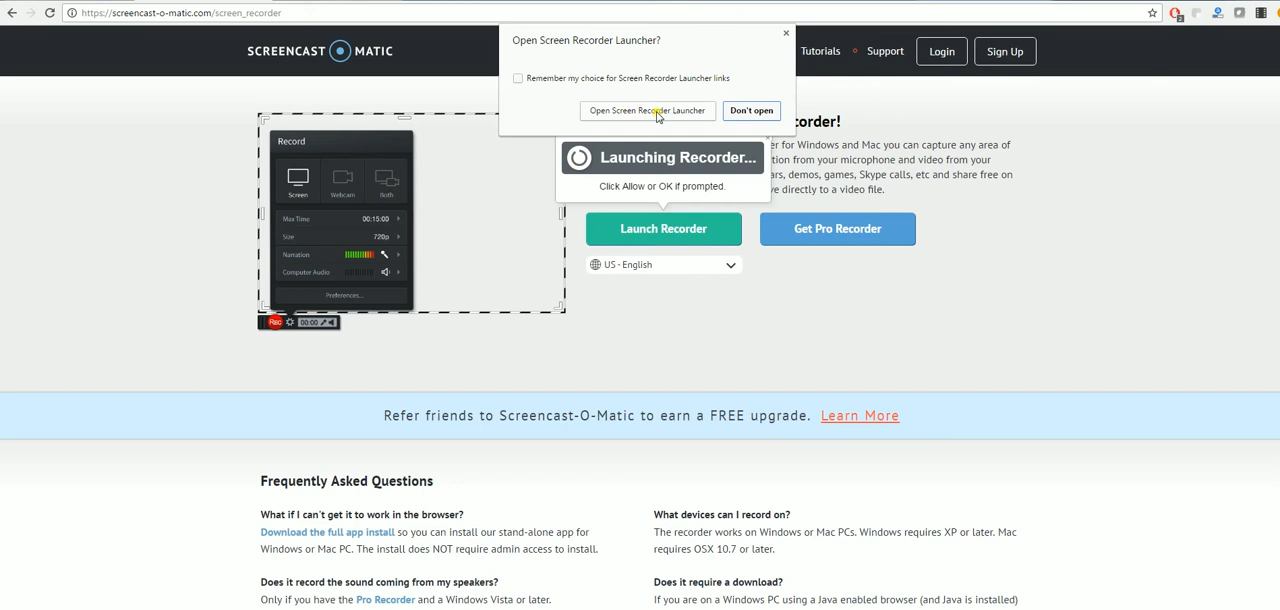 https://screencast-o-matic.com/screen_recorder
SCREENCAST MATIC
Tutorials
Support
Login
Sign Up
Open Screen Recorder Launcher?
Remember my choice for Screen Recorder Launcher links
Open Screen Recorder Launcher
Don't open
Launching Recorder...
Click Allow or OK if prompted.
corder!
er for Windows and Mac you can capture any area of
tion from your microphone and video from your
ars, demos, games, Skype calls, etc and share free on
ve directly to a video file.
Launch Recorder
Get Pro Recorder
US - English
Record
Screen
Webcam
Both
Max Time 00:15:00
Size 720p
Narration
Computer Audio
Preferences...
Rec 00:00
Refer friends to Screencast-O-Matic to earn a FREE upgrade. Learn More
Frequently Asked Questions
What if I can't get it to work in the browser?
Download the full app install so you can install our stand-alone app for
Windows or Mac PC. The install does NOT require admin access to install.
Does it record the sound coming from my speakers?
Only if you have the Pro Recorder and a Windows Vista or later.
What devices can I record on?
The recorder works on Windows or Mac PCs. Windows requires XP or later. Mac
requires OSX 10.7 or later.
Does it require a download?
If you are on a Windows PC using a Java enabled browser (and Java is installed)